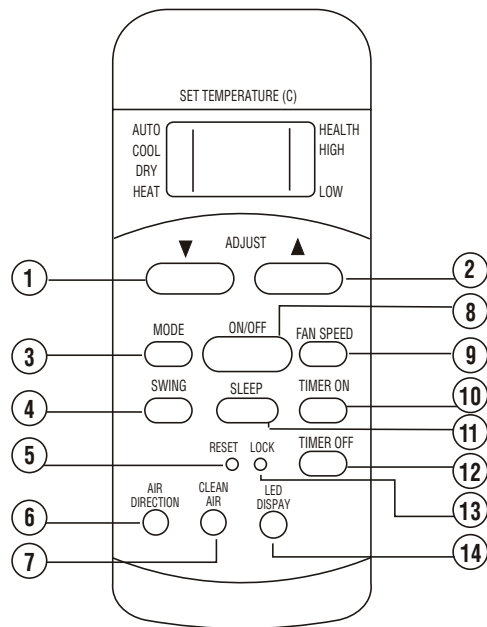 SET TEMPERATURE (C)
AUTO
COOL
DRY
HEAT
HEALTH
HIGH
LOW
▼ ADJUST ▲
1
2
8
MODE
ON/OFF
FAN SPEED
3
9
SWING
SLEEP
TIMER ON
4
10
11
RESET
LOCK
TIMER OFF
5
12
13
AIR
DIRECTION
CLEAN
AIR
LED
DISPAY
6
7
14